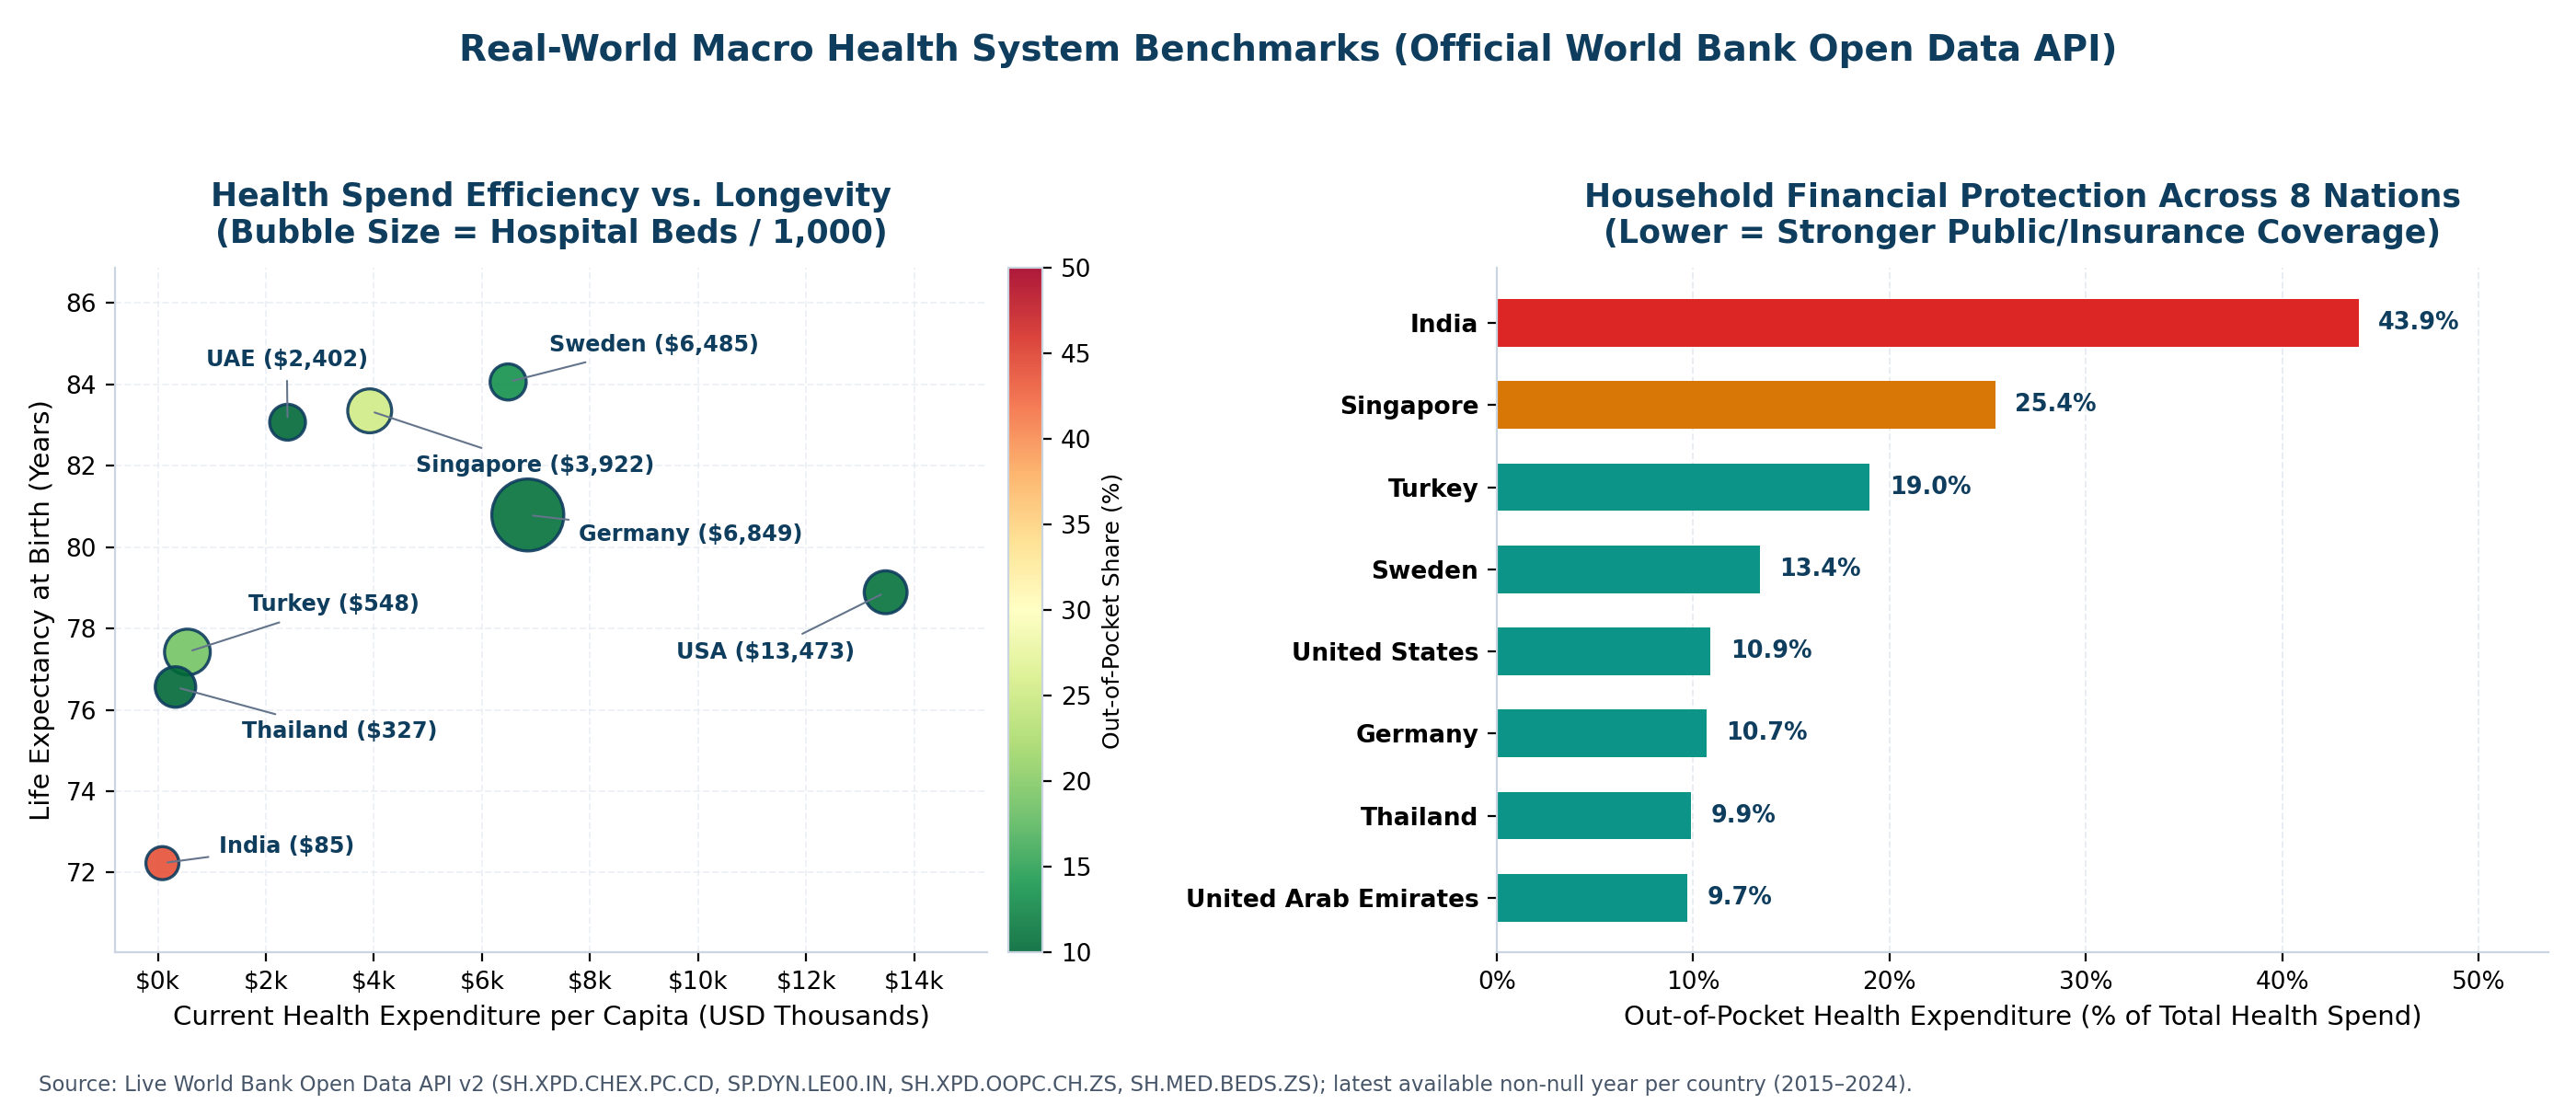 Real-World Macro Health System Benchmarks (Official World Bank Open Data API)
Health Spend Efficiency vs. Longevity
(Bubble Size = Hospital Beds / 1,000)
86
84
82
80
78
76
74
72
Life Expectancy at Birth (Years)
UAE ($2,402)
Sweden ($6,485)
Singapore ($3,922)
Germany ($6,849)
Turkey ($548)
USA ($13,473)
Thailand ($327)
India ($85)
$0k
$2k
$4k
$6k
$8k
$10k
$12k
$14k
Current Health Expenditure per Capita (USD Thousands)
50
45
40
35
30
25
20
15
10
Out-of-Pocket Share (%)
Household Financial Protection Across 8 Nations
(Lower = Stronger Public/Insurance Coverage)
India
43.9%
Singapore
25.4%
Turkey
19.0%
Sweden
13.4%
United States
10.9%
Germany
10.7%
Thailand
9.9%
United Arab Emirates
9.7%
0%
10%
20%
30%
40%
50%
Out-of-Pocket Health Expenditure (% of Total Health Spend)
Source: Live World Bank Open Data API v2 (SH.XPD.CHEX.PC.CD, SP.DYN.LE00.IN, SH.XPD.OOPC.CH.ZS, SH.MED.BEDS.ZS); latest available non-null year per country (2015–2024).